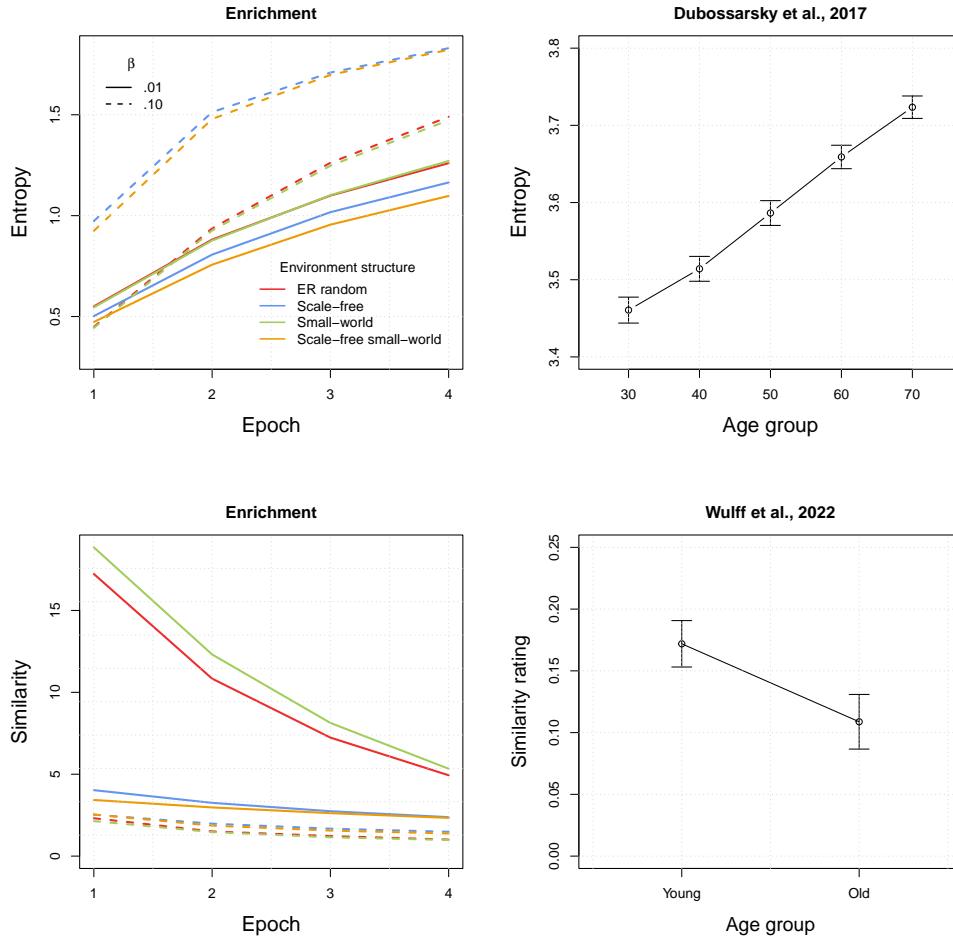 Enrichment
β
.01
.10
Environment structure
ER random
Scale−free
Small−world
Scale−free small−world
0.5
1.0
1.5
Entropy
1
2
3
4
Epoch
Dubossarsky et al., 2017
3.4
3.5
3.6
3.7
3.8
Entropy
30
40
50
60
70
Age group
Enrichment
0
5
10
15
Similarity
1
2
3
4
Epoch
Wulff et al., 2022
0.00
0.05
0.10
0.15
0.20
0.25
Similarity rating
Young
Old
Age group